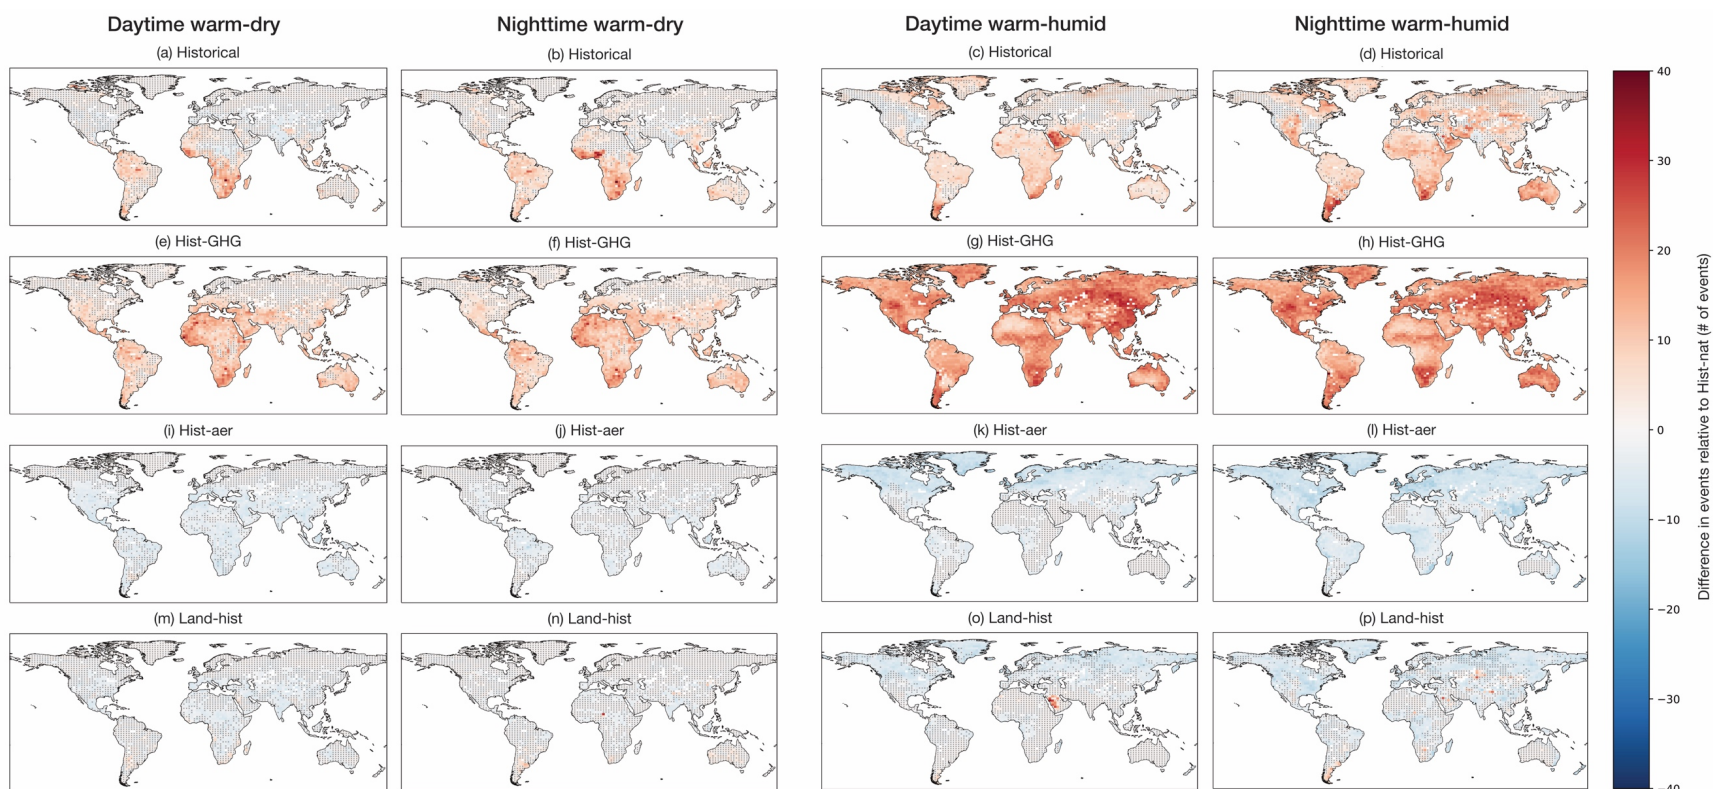 Daytime warm-dry
Nighttime warm-dry
Daytime warm-humid
Nighttime warm-humid
(a) Historical
(b) Historical
(c) Historical
(d) Historical
(e) Hist-GHG
(f) Hist-GHG
(g) Hist-GHG
(h) Hist-GHG
(i) Hist-aer
(j) Hist-aer
(k) Hist-aer
(l) Hist-aer
(m) Land-hist
(n) Land-hist
(o) Land-hist
(p) Land-hist
40
30
20
10
0
−10
−20
−30
−40
Difference in events relative to Hist-nat (# of events)